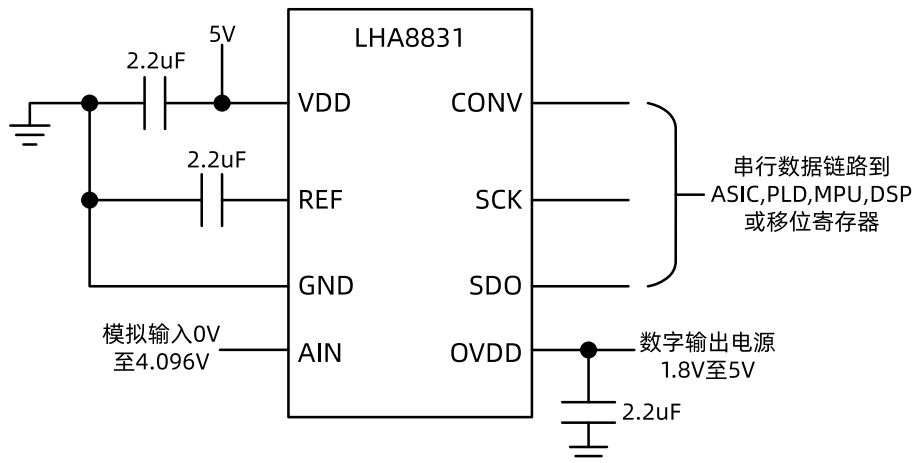 LHA8831
5V
2.2uF
VDD
CONV
2.2uF
REF
SCK
串行数据链路到
ASIC,PLD,MPU,DSP
或移位寄存器
GND
SDO
模拟输入0V
至4.096V
AIN
OVDD
数字输出电源
1.8V至5V
2.2uF